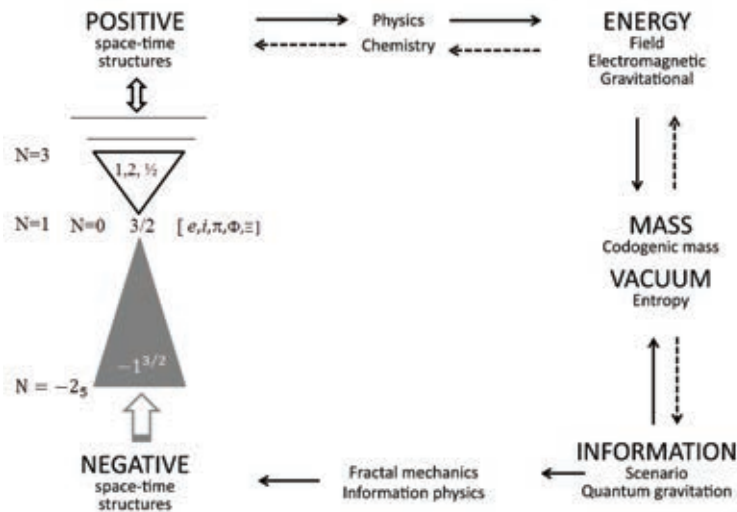 POSITIVE
space-time
structures
Physics
Chemistry
ENERGY
Field
Electromagnetic
Gravitational
N=3
1,2, ½
N=1 N=0 3/2 [ e,i,π,Φ,Ξ]
MASS
Codogenic mass
VACUUM
Entropy
−1^3/2
N = −2₅
NEGATIVE
space-time
structures
Fractal mechanics
Information physics
INFORMATION
Scenario
Quantum gravitation